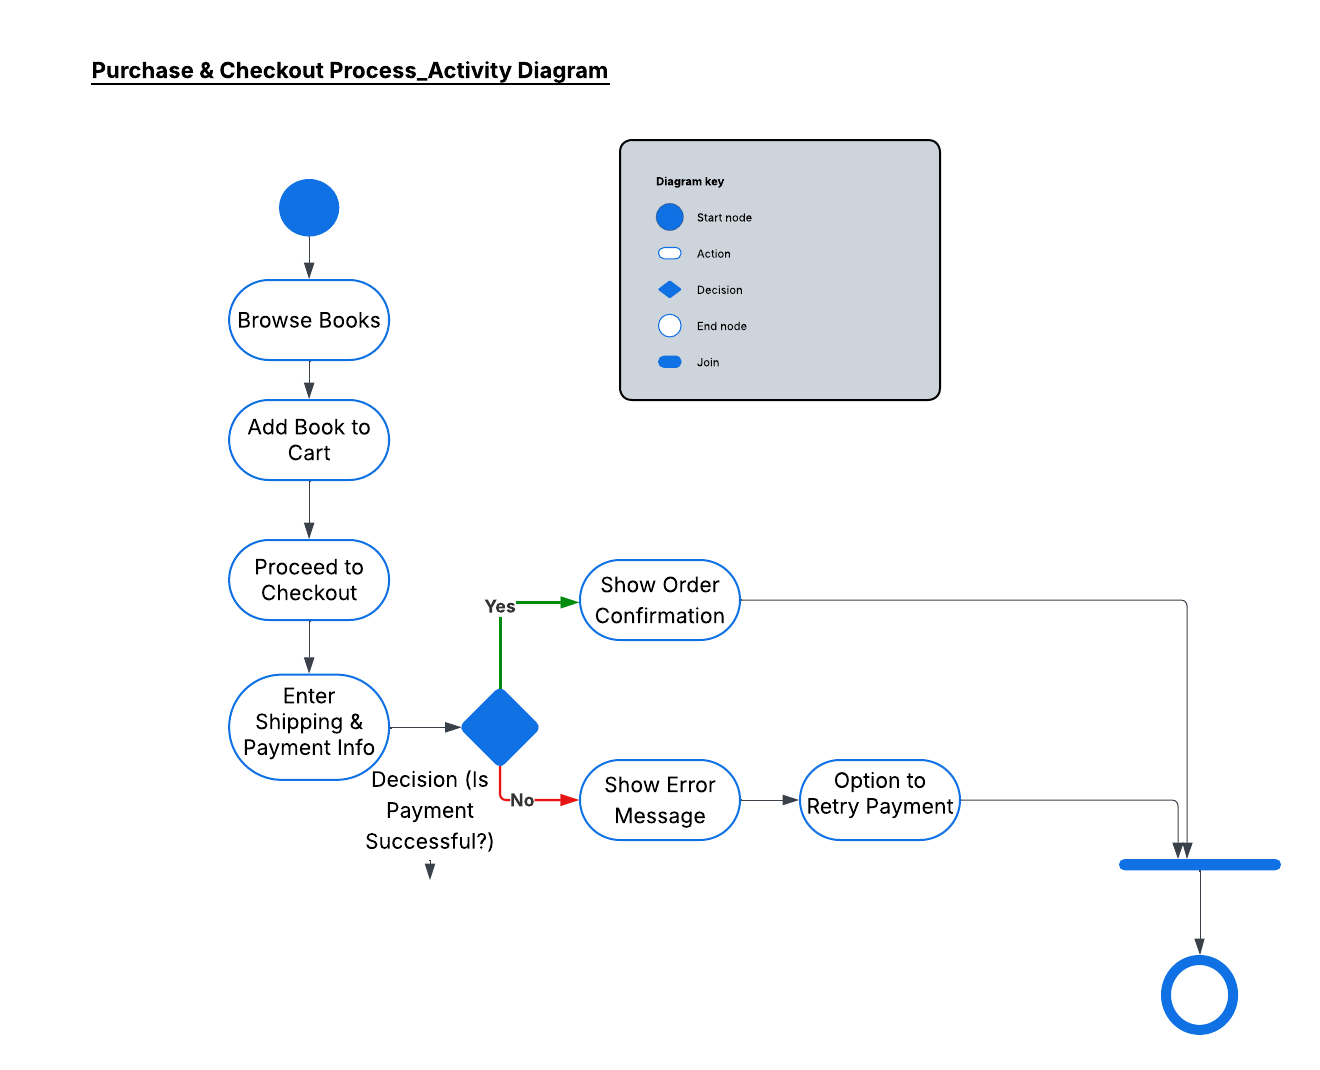 Purchase & Checkout Process_Activity Diagram
Diagram key
Start node
Action
Decision
End node
Join
Browse Books
Add Book to
Cart
Proceed to
Checkout
Enter
Shipping &
Payment Info
Decision (Is
Payment
Successful?)
Yes
Show Order
Confirmation
No
Show Error
Message
Option to
Retry Payment